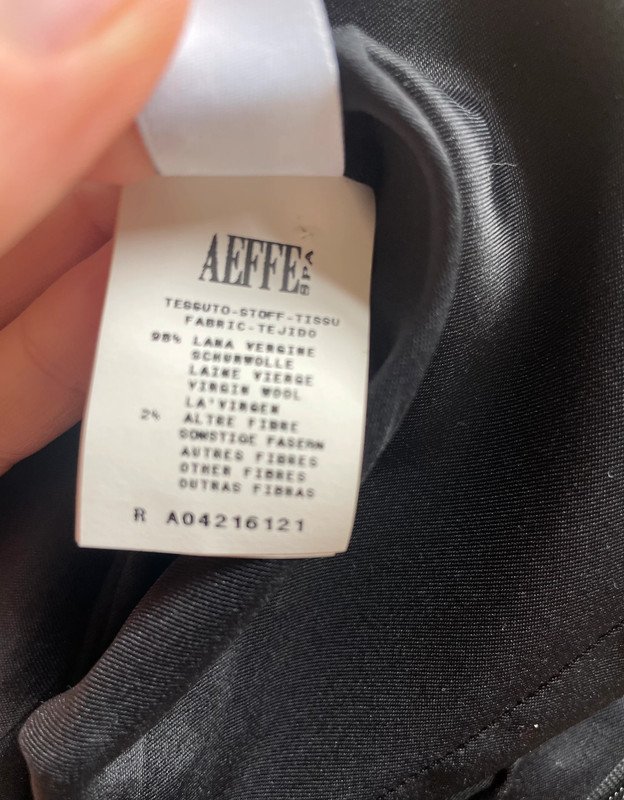 AEFFE SPA
TESSUTO-STOFF-TISSU
FABRIC-TEJIDO
98% LANA VERGINE
SCHURWOLLE
LAINE VIERGE
VIRGIN WOOL
LA'VIRGEN
2% ALTRE FIBRE
SONSTIGE FASERN
AUTRES FIBRES
OTHER FIBRES
OUTRAS FIBRAS
R A04216121